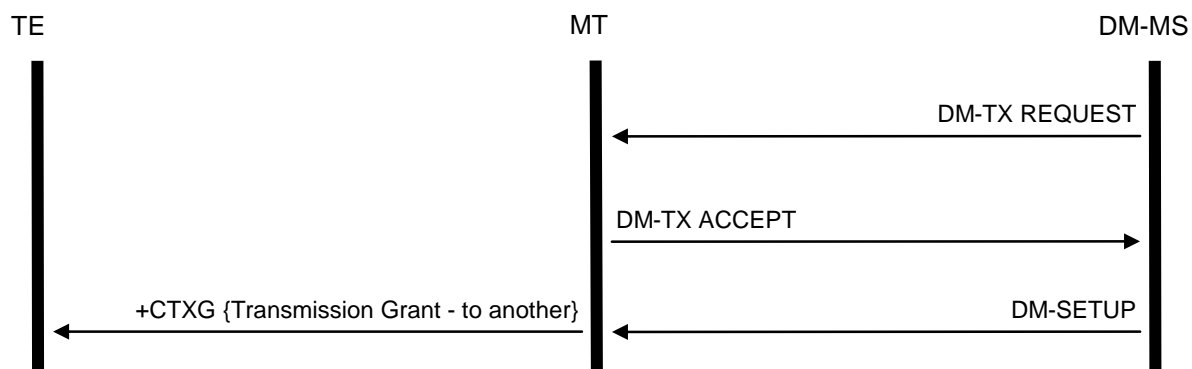 TE
MT
DM-MS
DM-TX REQUEST
DM-TX ACCEPT
+CTXG {Transmission Grant - to another}
DM-SETUP